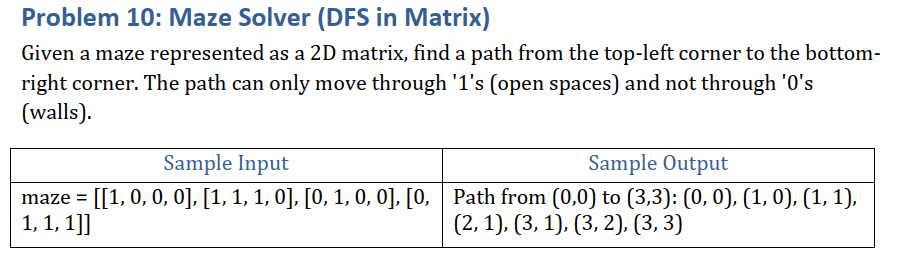 Problem 10: Maze Solver (DFS in Matrix)
Given a maze represented as a 2D matrix, find a path from the top-left corner to the bottom-
right corner. The path can only move through '1's (open spaces) and not through '0's
(walls).
Sample Input
Sample Output
maze = [[1, 0, 0, 0], [1, 1, 1, 0], [0, 1, 0, 0], [0,
1, 1, 1]]
Path from (0,0) to (3,3): (0, 0), (1, 0), (1, 1),
(2, 1), (3, 1), (3, 2), (3, 3)